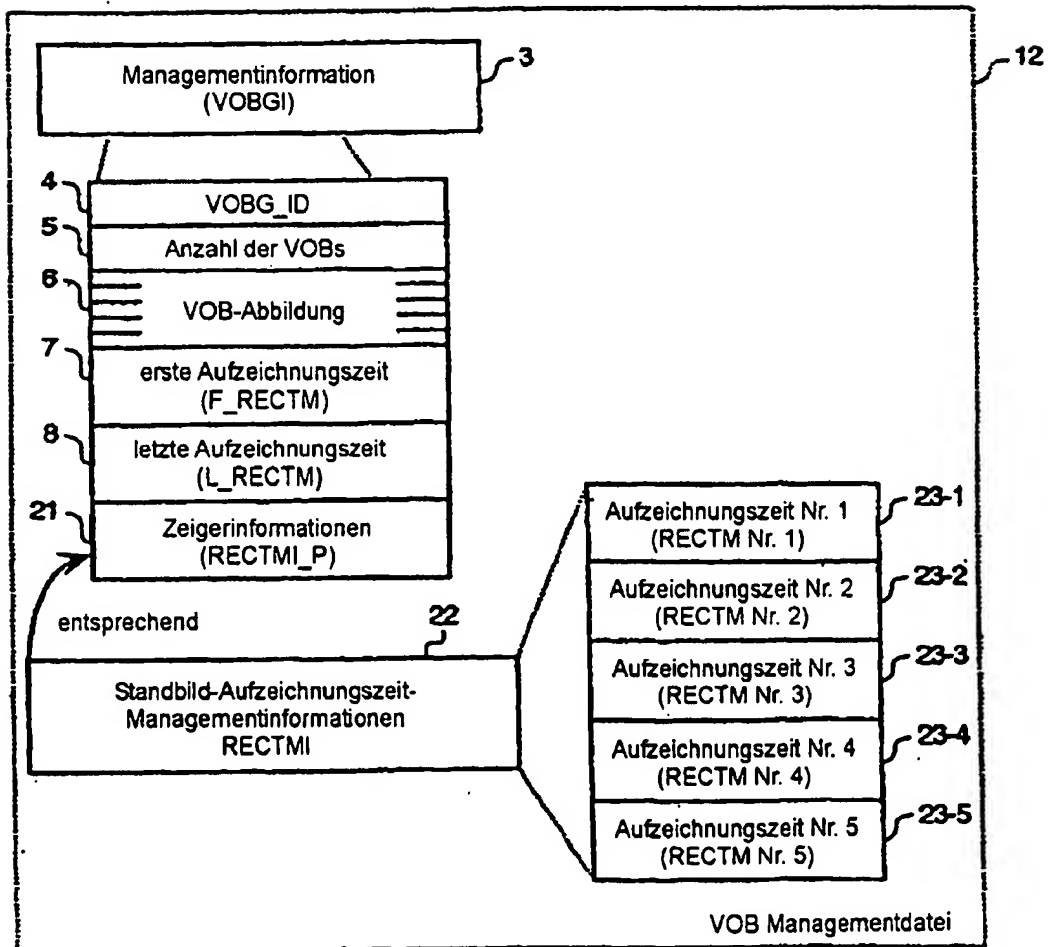 Managementinformation
(VOBGI)
3
12
4
VOBG_ID
5
Anzahl der VOBs
6
VOB-Abbildung
7
erste Aufzeichnungszeit
(F_RECTM)
8
letzte Aufzeichnungszeit
(L_RECTM)
21
Zeigerinformationen
(RECTMI_P)
entsprechend
22
Standbild-Aufzeichnungszeit-
Managementinformationen
RECTMI
Aufzeichnungszeit Nr. 1
(RECTM Nr. 1)
23-1
Aufzeichnungszeit Nr. 2
(RECTM Nr. 2)
23-2
Aufzeichnungszeit Nr. 3
(RECTM Nr. 3)
23-3
Aufzeichnungszeit Nr. 4
(RECTM Nr. 4)
23-4
Aufzeichnungszeit Nr. 5
(RECTM Nr. 5)
23-5
VOB Managementdatei